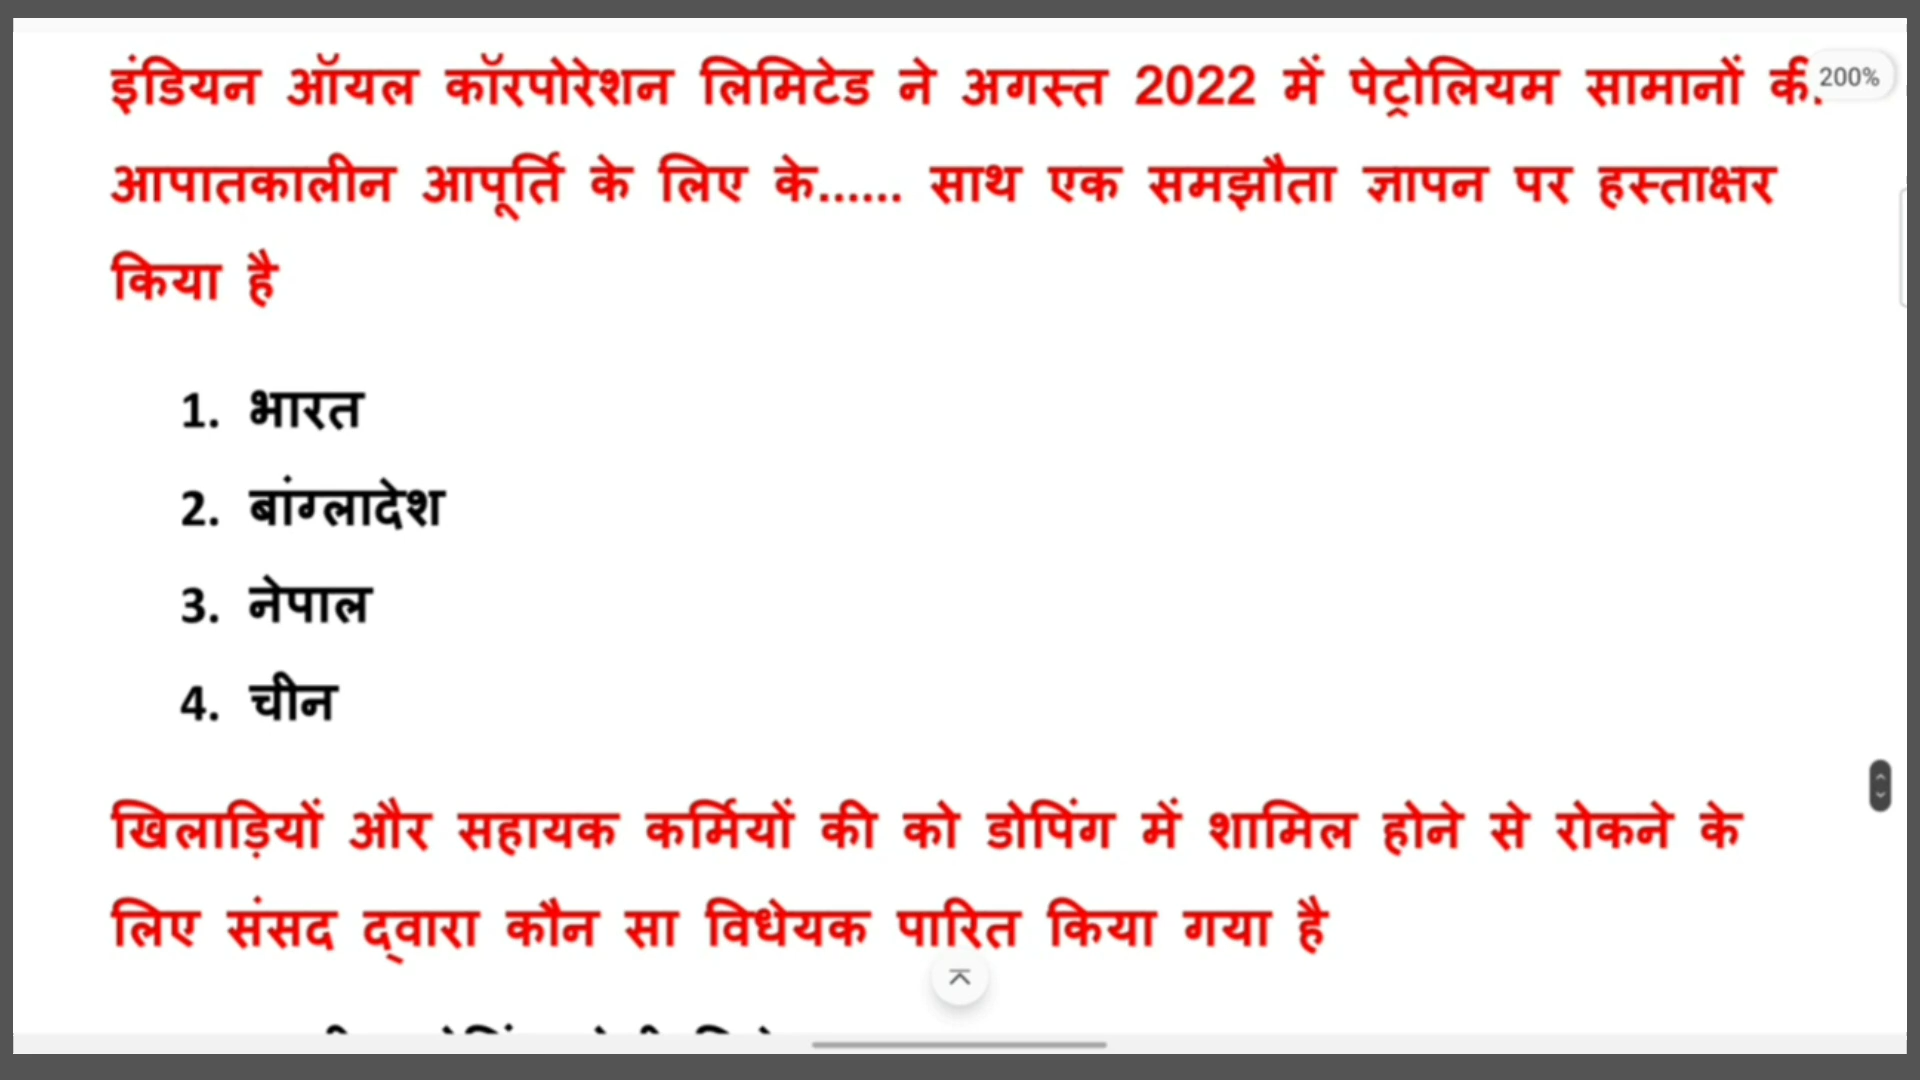 इंडियन ऑयल कॉरपोरेशन लिमिटेड ने अगस्त 2022 में पेट्रोलियम सामानों की
200%
आपातकालीन आपूर्ति के लिए के...... साथ एक समझौता ज्ञापन पर हस्ताक्षर
किया है
1. भारत
2. बांग्लादेश
3. नेपाल
4. चीन
खिलाड़ियों और सहायक कर्मियों की को डोपिंग में शामिल होने से रोकने के
लिए संसद द्वारा कौन सा विधेयक पारित किया गया है